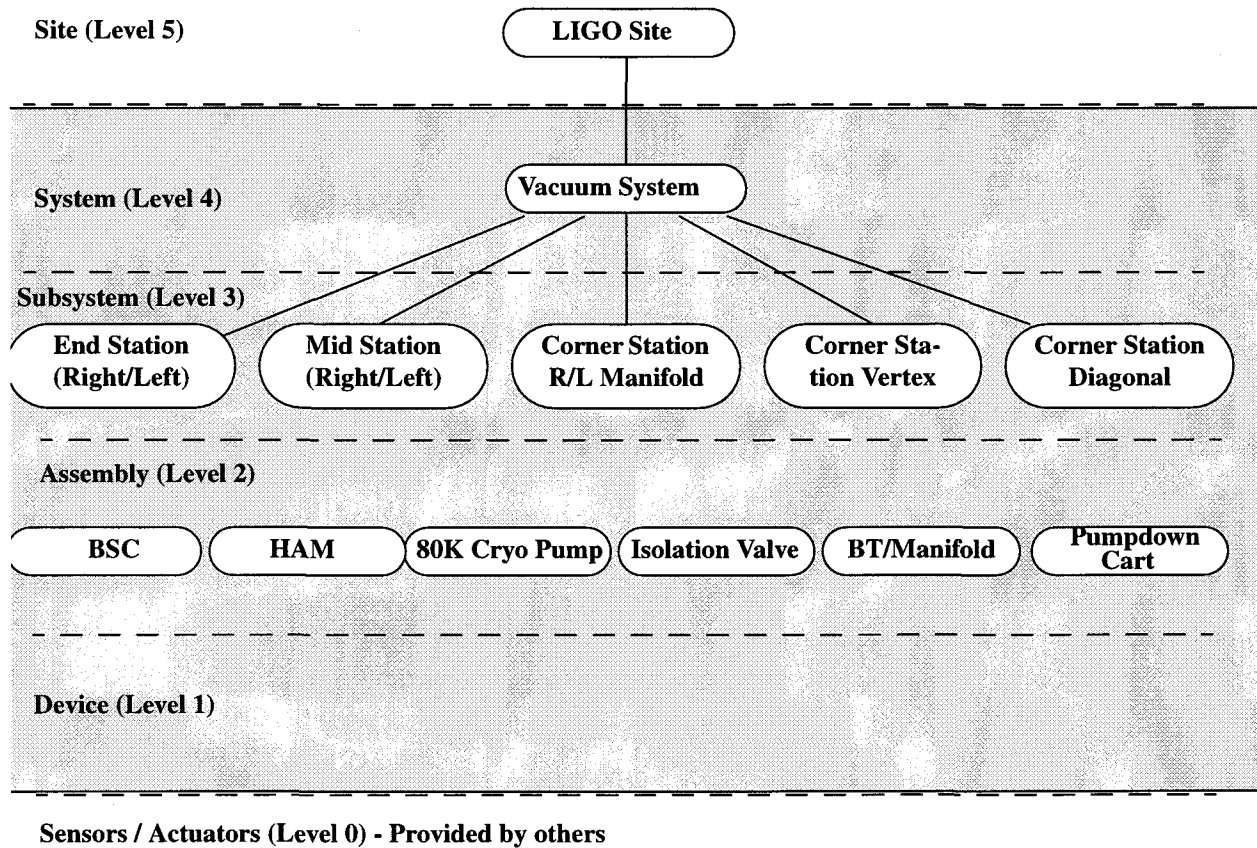 Site (Level 5)
LIGO Site
System (Level 4)
Vacuum System
Subsystem (Level 3)
End Station
(Right/Left)
Mid Station
(Right/Left)
Corner Station
R/L Manifold
Corner Sta-
tion Vertex
Corner Station
Diagonal
Assembly (Level 2)
BSC
HAM
80K Cryo Pump
Isolation Valve
BT/Manifold
Pumpdown
Cart
Device (Level 1)
Sensors / Actuators (Level 0) - Provided by others